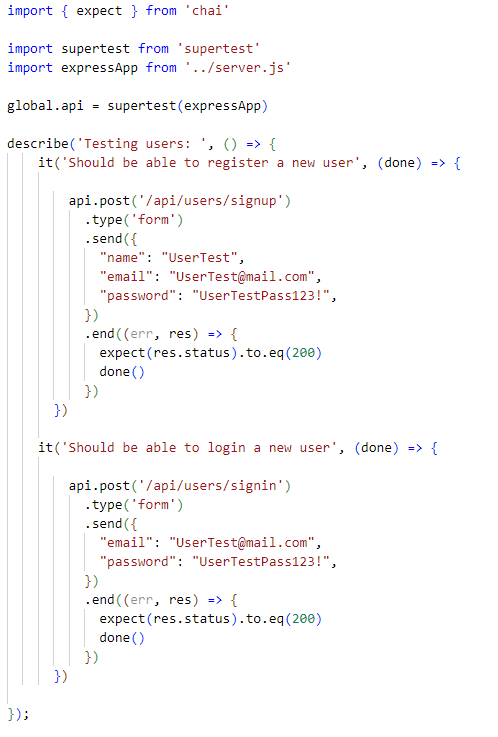 import { expect } from 'chai'
import supertest from 'supertest'
import expressApp from '../server.js'
global.api = supertest(expressApp)
describe('Testing users: ', () => {
it('Should be able to register a new user', (done) => {
api.post('/api/users/signup')
.type('form')
.send({
"name": "UserTest",
"email": "UserTest@mail.com",
"password": "UserTestPass123!",
})
.end((err, res) => {
expect(res.status).to.eq(200)
done()
})
})
it('Should be able to login a new user', (done) => {
api.post('/api/users/signin')
.type('form')
.send({
"email": "UserTest@mail.com",
"password": "UserTestPass123!",
})
.end((err, res) => {
expect(res.status).to.eq(200)
done()
})
})
});